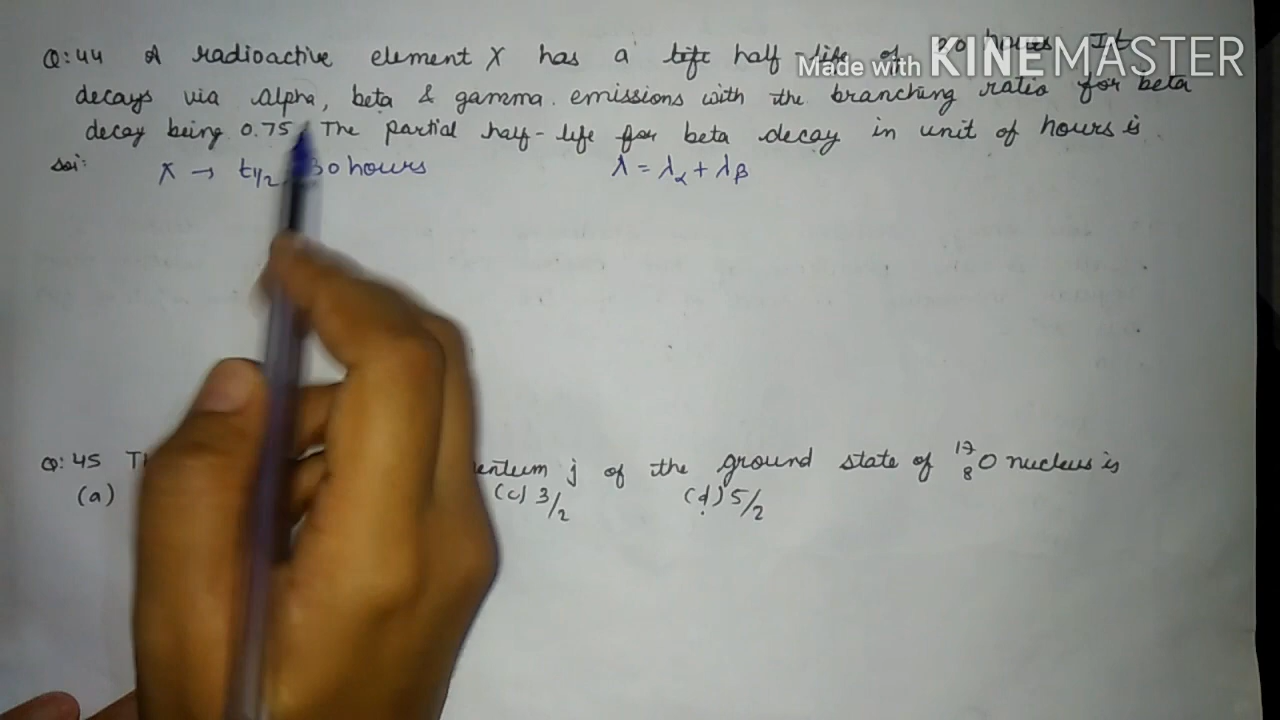 Q:44 A radioactive element X has a half-life of hours It
Made with KINEMASTER
decays via alpha, beta & gamma emissions with the branching ratio for beta
decay being 0.75. The partial half-life for beta decay in unit of hours is
Sol: X → t1/2 30 hours λ = λα + λβ
Q:45 j of the ground state of 17 8 O nucleus is
(a) (c) 3/2 (d) 5/2